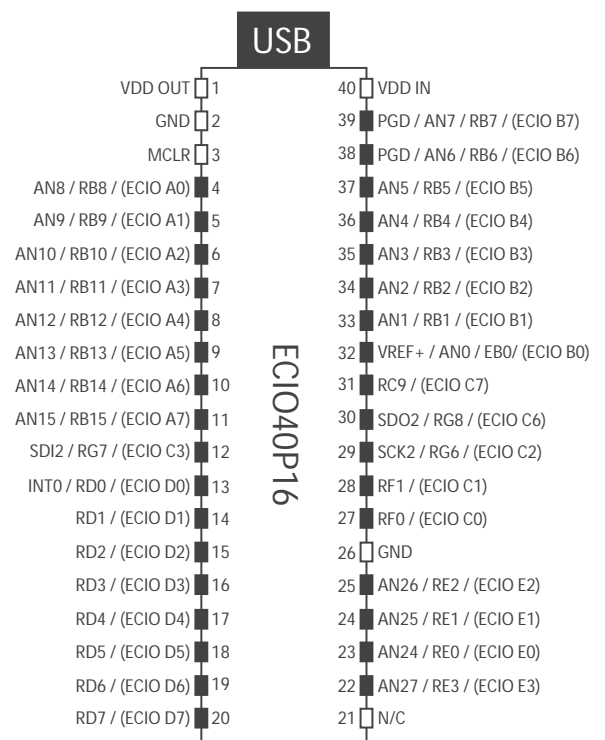 USB
VDD OUT 1 40 VDD IN
GND 2 39 PGD / AN7 / RB7 / (ECIO B7)
MCLR 3 38 PGD / AN6 / RB6 / (ECIO B6)
AN8 / RB8 / (ECIO A0) 4 37 AN5 / RB5 / (ECIO B5)
AN9 / RB9 / (ECIO A1) 5 36 AN4 / RB4 / (ECIO B4)
AN10 / RB10 / (ECIO A2) 6 35 AN3 / RB3 / (ECIO B3)
AN11 / RB11 / (ECIO A3) 7 34 AN2 / RB2 / (ECIO B2)
AN12 / RB12 / (ECIO A4) 8 33 AN1 / RB1 / (ECIO B1)
AN13 / RB13 / (ECIO A5) 9 32 VREF+ / AN0 / EB0/ (ECIO B0)
AN14 / RB14 / (ECIO A6) 10 31 RC9 / (ECIO C7)
AN15 / RB15 / (ECIO A7) 11 30 SDO2 / RG8 / (ECIO C6)
SDI2 / RG7 / (ECIO C3) 12 29 SCK2 / RG6 / (ECIO C2)
INT0 / RD0 / (ECIO D0) 13 28 RF1 / (ECIO C1)
RD1 / (ECIO D1) 14 27 RF0 / (ECIO C0)
RD2 / (ECIO D2) 15 26 GND
RD3 / (ECIO D3) 16 25 AN26 / RE2 / (ECIO E2)
RD4 / (ECIO D4) 17 24 AN25 / RE1 / (ECIO E1)
RD5 / (ECIO D5) 18 23 AN24 / RE0 / (ECIO E0)
RD6 / (ECIO D6) 19 22 AN27 / RE3 / (ECIO E3)
RD7 / (ECIO D7) 20 21 N/C
ECIO40P16